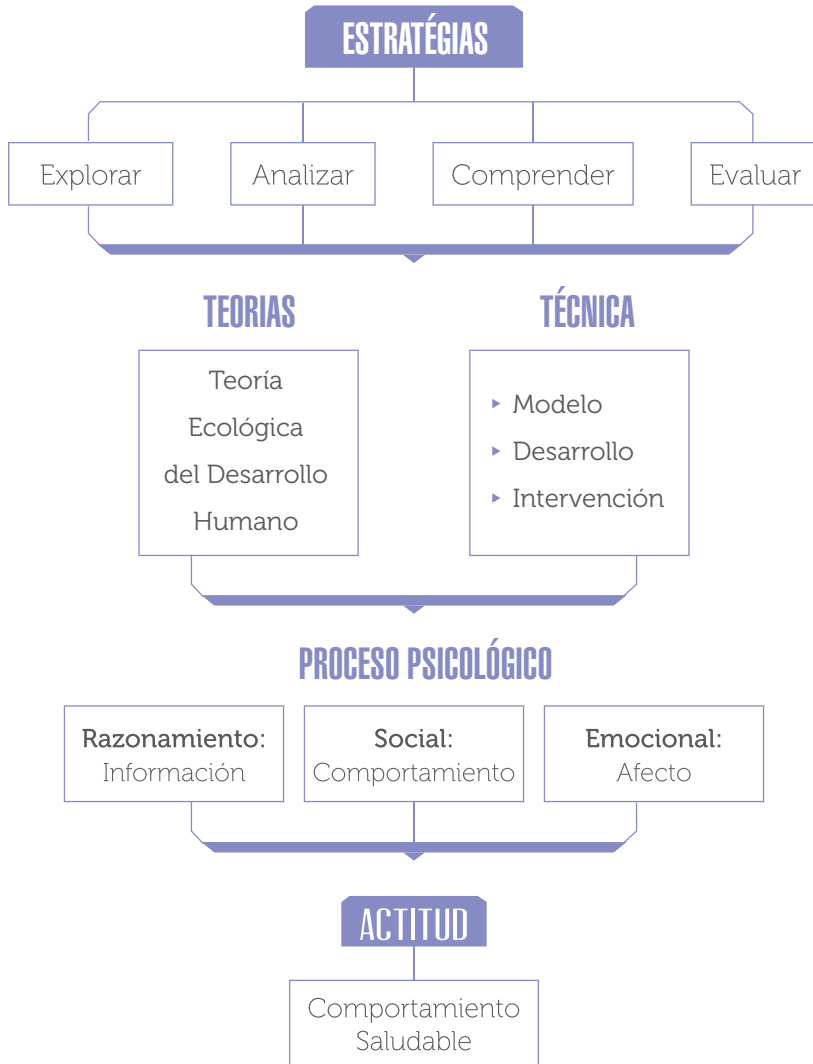 ESTRATÉGIAS
Explorar
Analizar
Comprender
Evaluar
TEORIAS
Teoría
Ecológica
del Desarrollo
Humano
TÉCNICA
Modelo
Desarrollo
Intervención
PROCESO PSICOLÓGICO
Razonamiento:
Información
Social:
Comportamiento
Emocional:
Afecto
ACTITUD
Comportamiento
Saludable